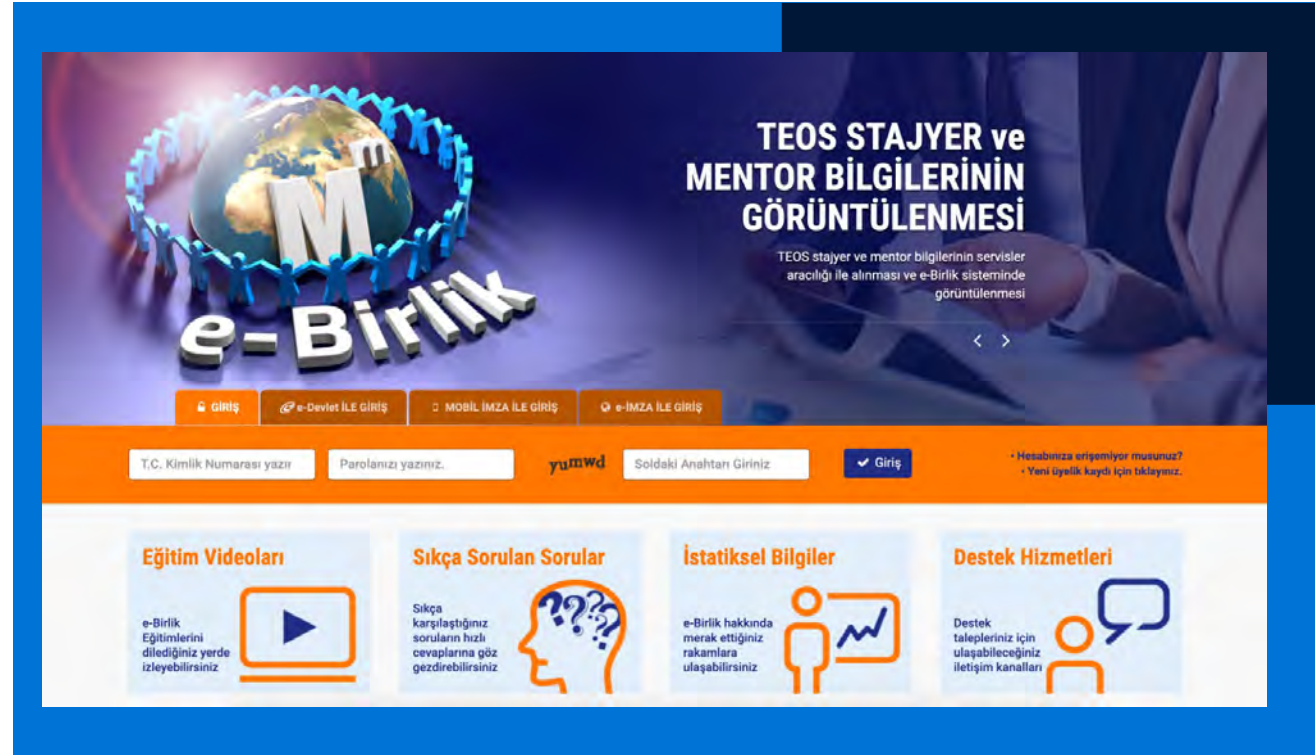 M
m
e-Birlik
TEOS STAJYER ve
MENTOR BİLGİLERİNİN
GÖRÜNTÜLENMESİ
TEOS stajyer ve mentor bilgilerinin servisler
aracılığı ile alınması ve e-Birlik sisteminde
görüntülenmesi
GİRİŞ
e-Devlet İLE GİRİŞ
MOBİL İMZA İLE GİRİŞ
e-İMZA İLE GİRİŞ
T.C. Kimlik Numarası yazır
Parolanızı yazınız.
yumwd
Soldaki Anahtarı Giriniz
Giriş
• Hesabınıza erişemiyor musunuz?
• Yeni üyelik kaydı için tıklayınız.
Eğitim Videoları
e-Birlik
Eğitimlerini
dilediğiniz yerde
izleyebilirsiniz
Sıkça Sorulan Sorular
Sıkça
karşılaştığınız
soruların hızlı
cevaplarına göz
gezdirebilirsiniz
????
İstatiksel Bilgiler
e-Birlik hakkında
merak ettiğiniz
rakamlara
ulaşabilirsiniz
Destek Hizmetleri
Destek
talepleriniz için
ulaşabileceğiniz
iletişim kanalları